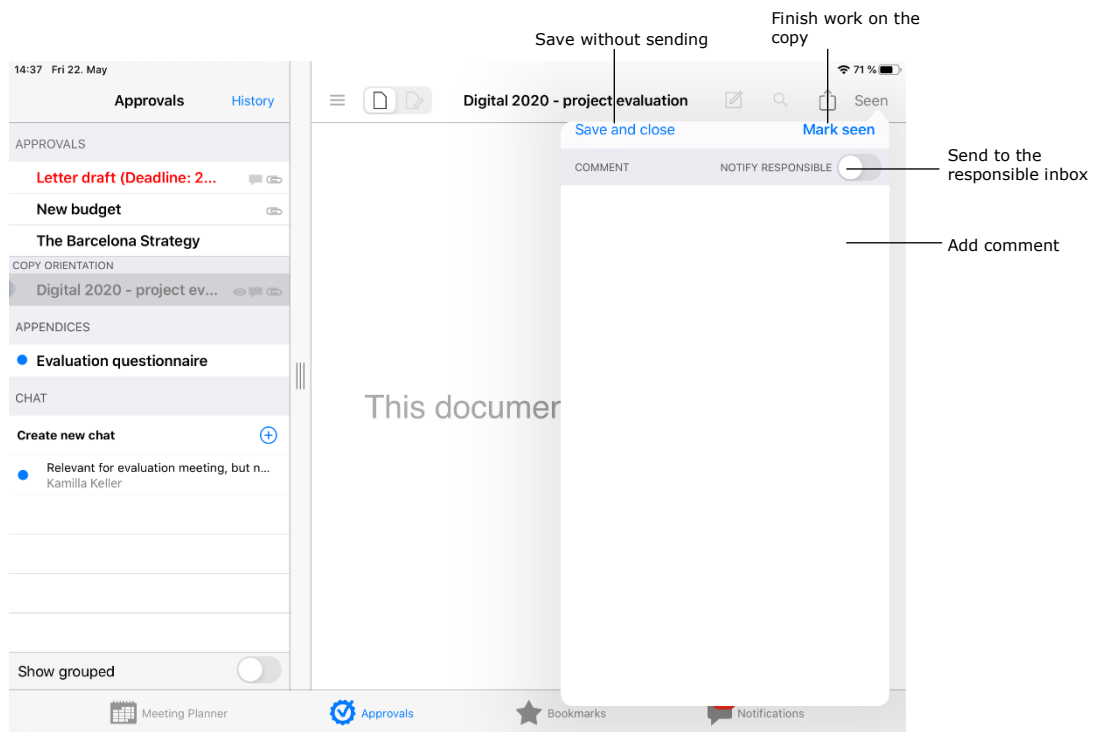 Finish work on the
copy
Save without sending
14:37 Fri 22. May
71 %
Approvals
History
Digital 2020 - project evaluation
Seen
Save and close
Mark seen
COMMENT
NOTIFY RESPONSIBLE
Send to the
responsible inbox
Add comment
APPROVALS
Letter draft (Deadline: 2...
New budget
The Barcelona Strategy
COPY ORIENTATION
Digital 2020 - project ev...
APPENDICES
Evaluation questionnaire
CHAT
Create new chat
Relevant for evaluation meeting, but n...
Kamilla Keller
This documen
Show grouped
Meeting Planner
Approvals
Bookmarks
Notifications